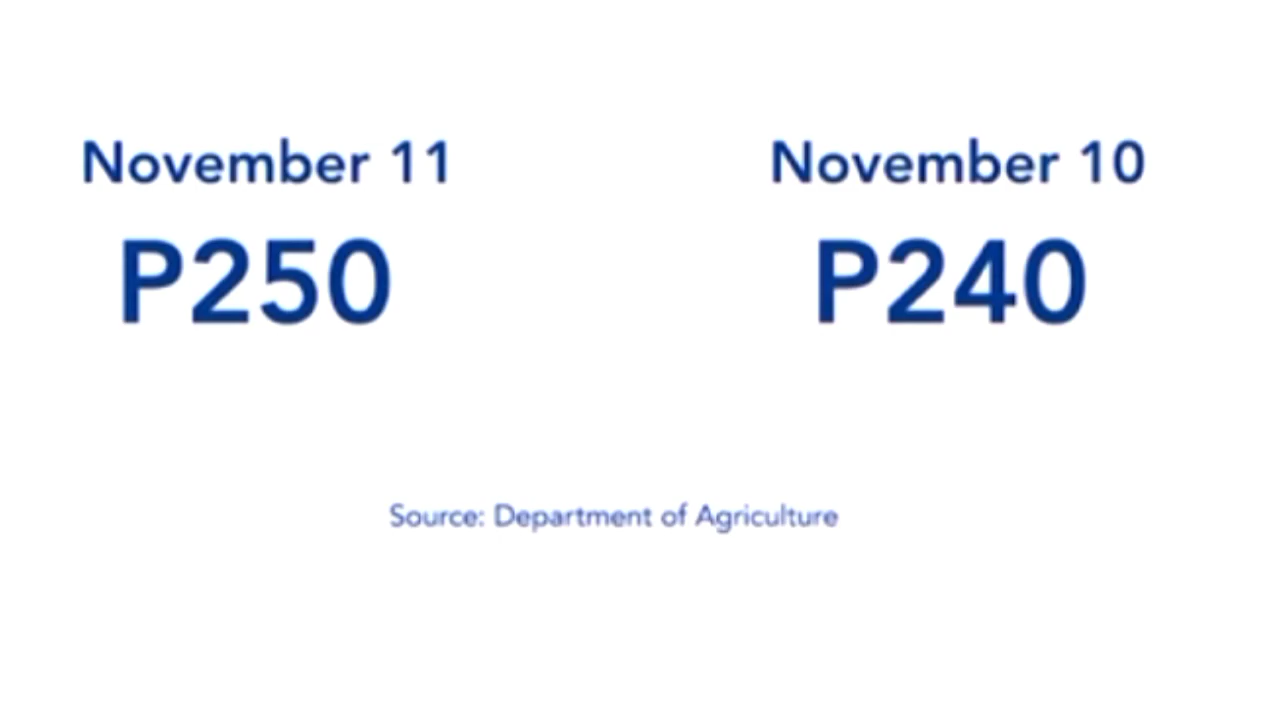 November 11
P250
November 10
P240
Source: Department of Agriculture